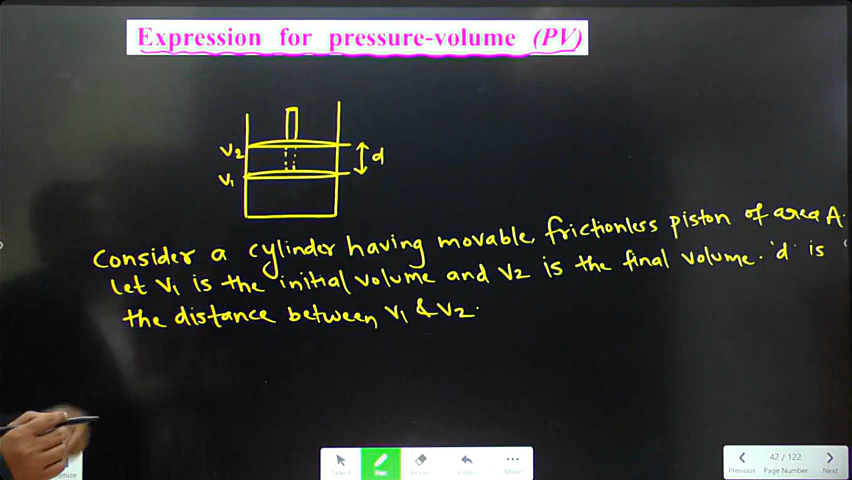 Expression for pressure-volume (PV)
V2
d
V1
Consider a cylinder having movable, frictionless piston of area A.
let V1 is the initial volume and V2 is the final volume. 'd' is
the distance between V1 & V2.
Select
Pen
Eraser
Undo
More
42 / 122
Previous
Page Number
Next